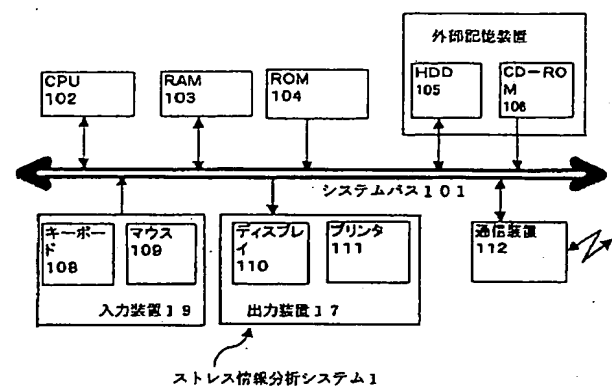 外部記憶装置
CPU
102
RAM
103
ROM
104
HDD
105
CD－RO
M
106
システムバス101
キーボー
ド
108
マウス
109
ディスプレ
イ
110
プリンタ
111
通信装置
112
入力装置19
出力装置17
ストレス情報分析システム1